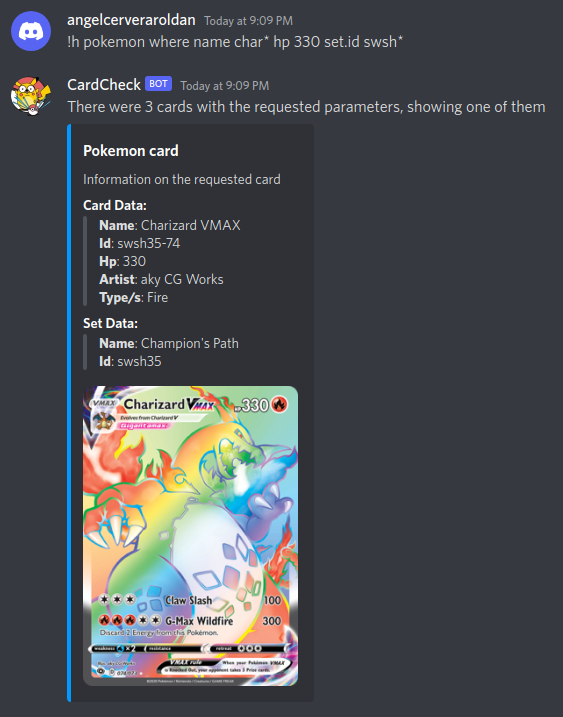 angelcerveraroldan Today at 9:09 PM
!h pokemon where name char* hp 330 set.id swsh*
CardCheck BOT Today at 9:09 PM
There were 3 cards with the requested parameters, showing one of them
Pokemon card
Information on the requested card
Card Data:
Name: Charizard VMAX
Id: swsh35-74
Hp: 330
Artist: aky CG Works
Type/s: Fire
Set Data:
Name: Champion's Path
Id: swsh35
VMAX Charizard VMAX HP 330
Evolves from Charizard V
Gigantamax
Claw Slash 100
G-Max Wildfire 300
Discard 2 Energy from this Pokémon.
weakness ×2 resistance retreat
VMAX rule When your Pokémon VMAX
is Knocked Out, your opponent takes 3 Prize cards.
074/073